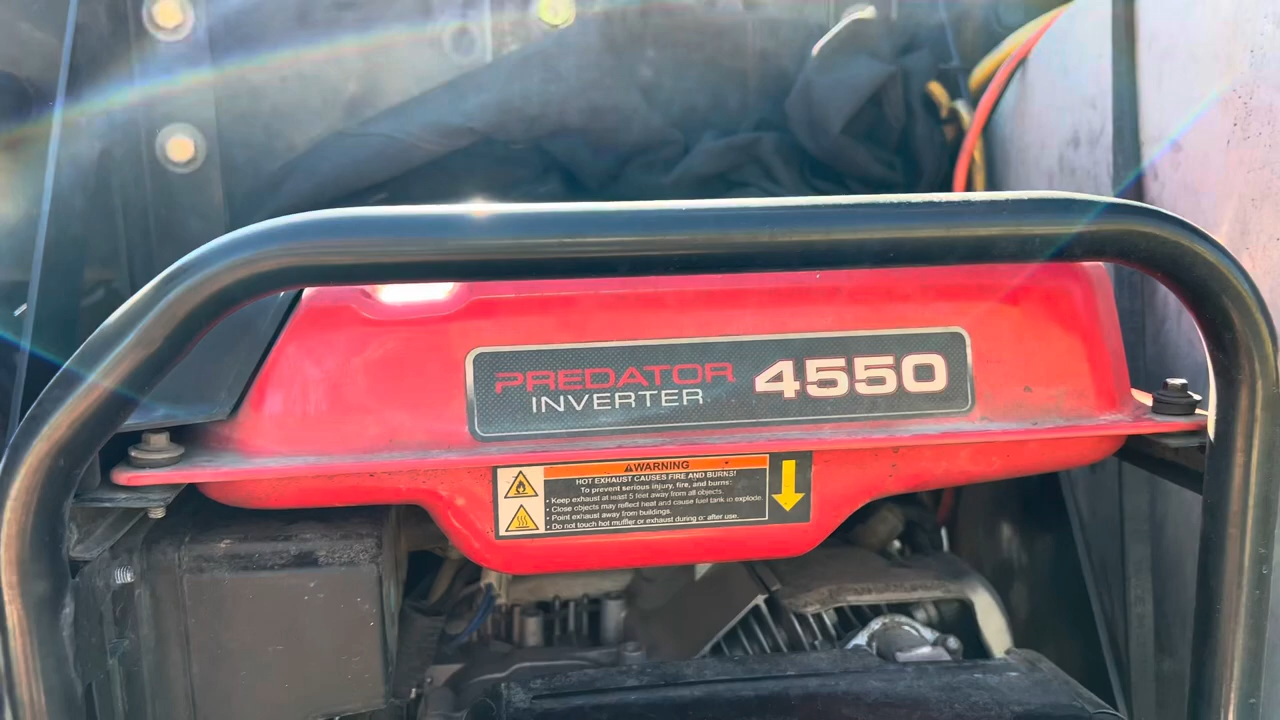 PREDATOR 4550
INVERTER
WARNING
HOT EXHAUST CAUSES FIRE AND BURNS!
To prevent serious injury, fire, and burns:
• Keep exhaust at least 5 feet away from all objects.
• Close objects may reflect heat and cause fuel tank to explode.
• Point exhaust away from buildings.
• Do not touch hot muffler or exhaust during or after use.